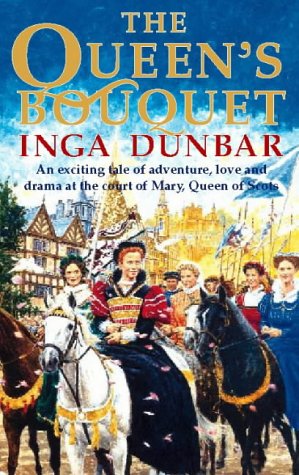 THE
QUEEN'S
BOUQUET
INGA DUNBAR
An exciting tale of adventure, love and
drama at the court of Mary, Queen of Scots